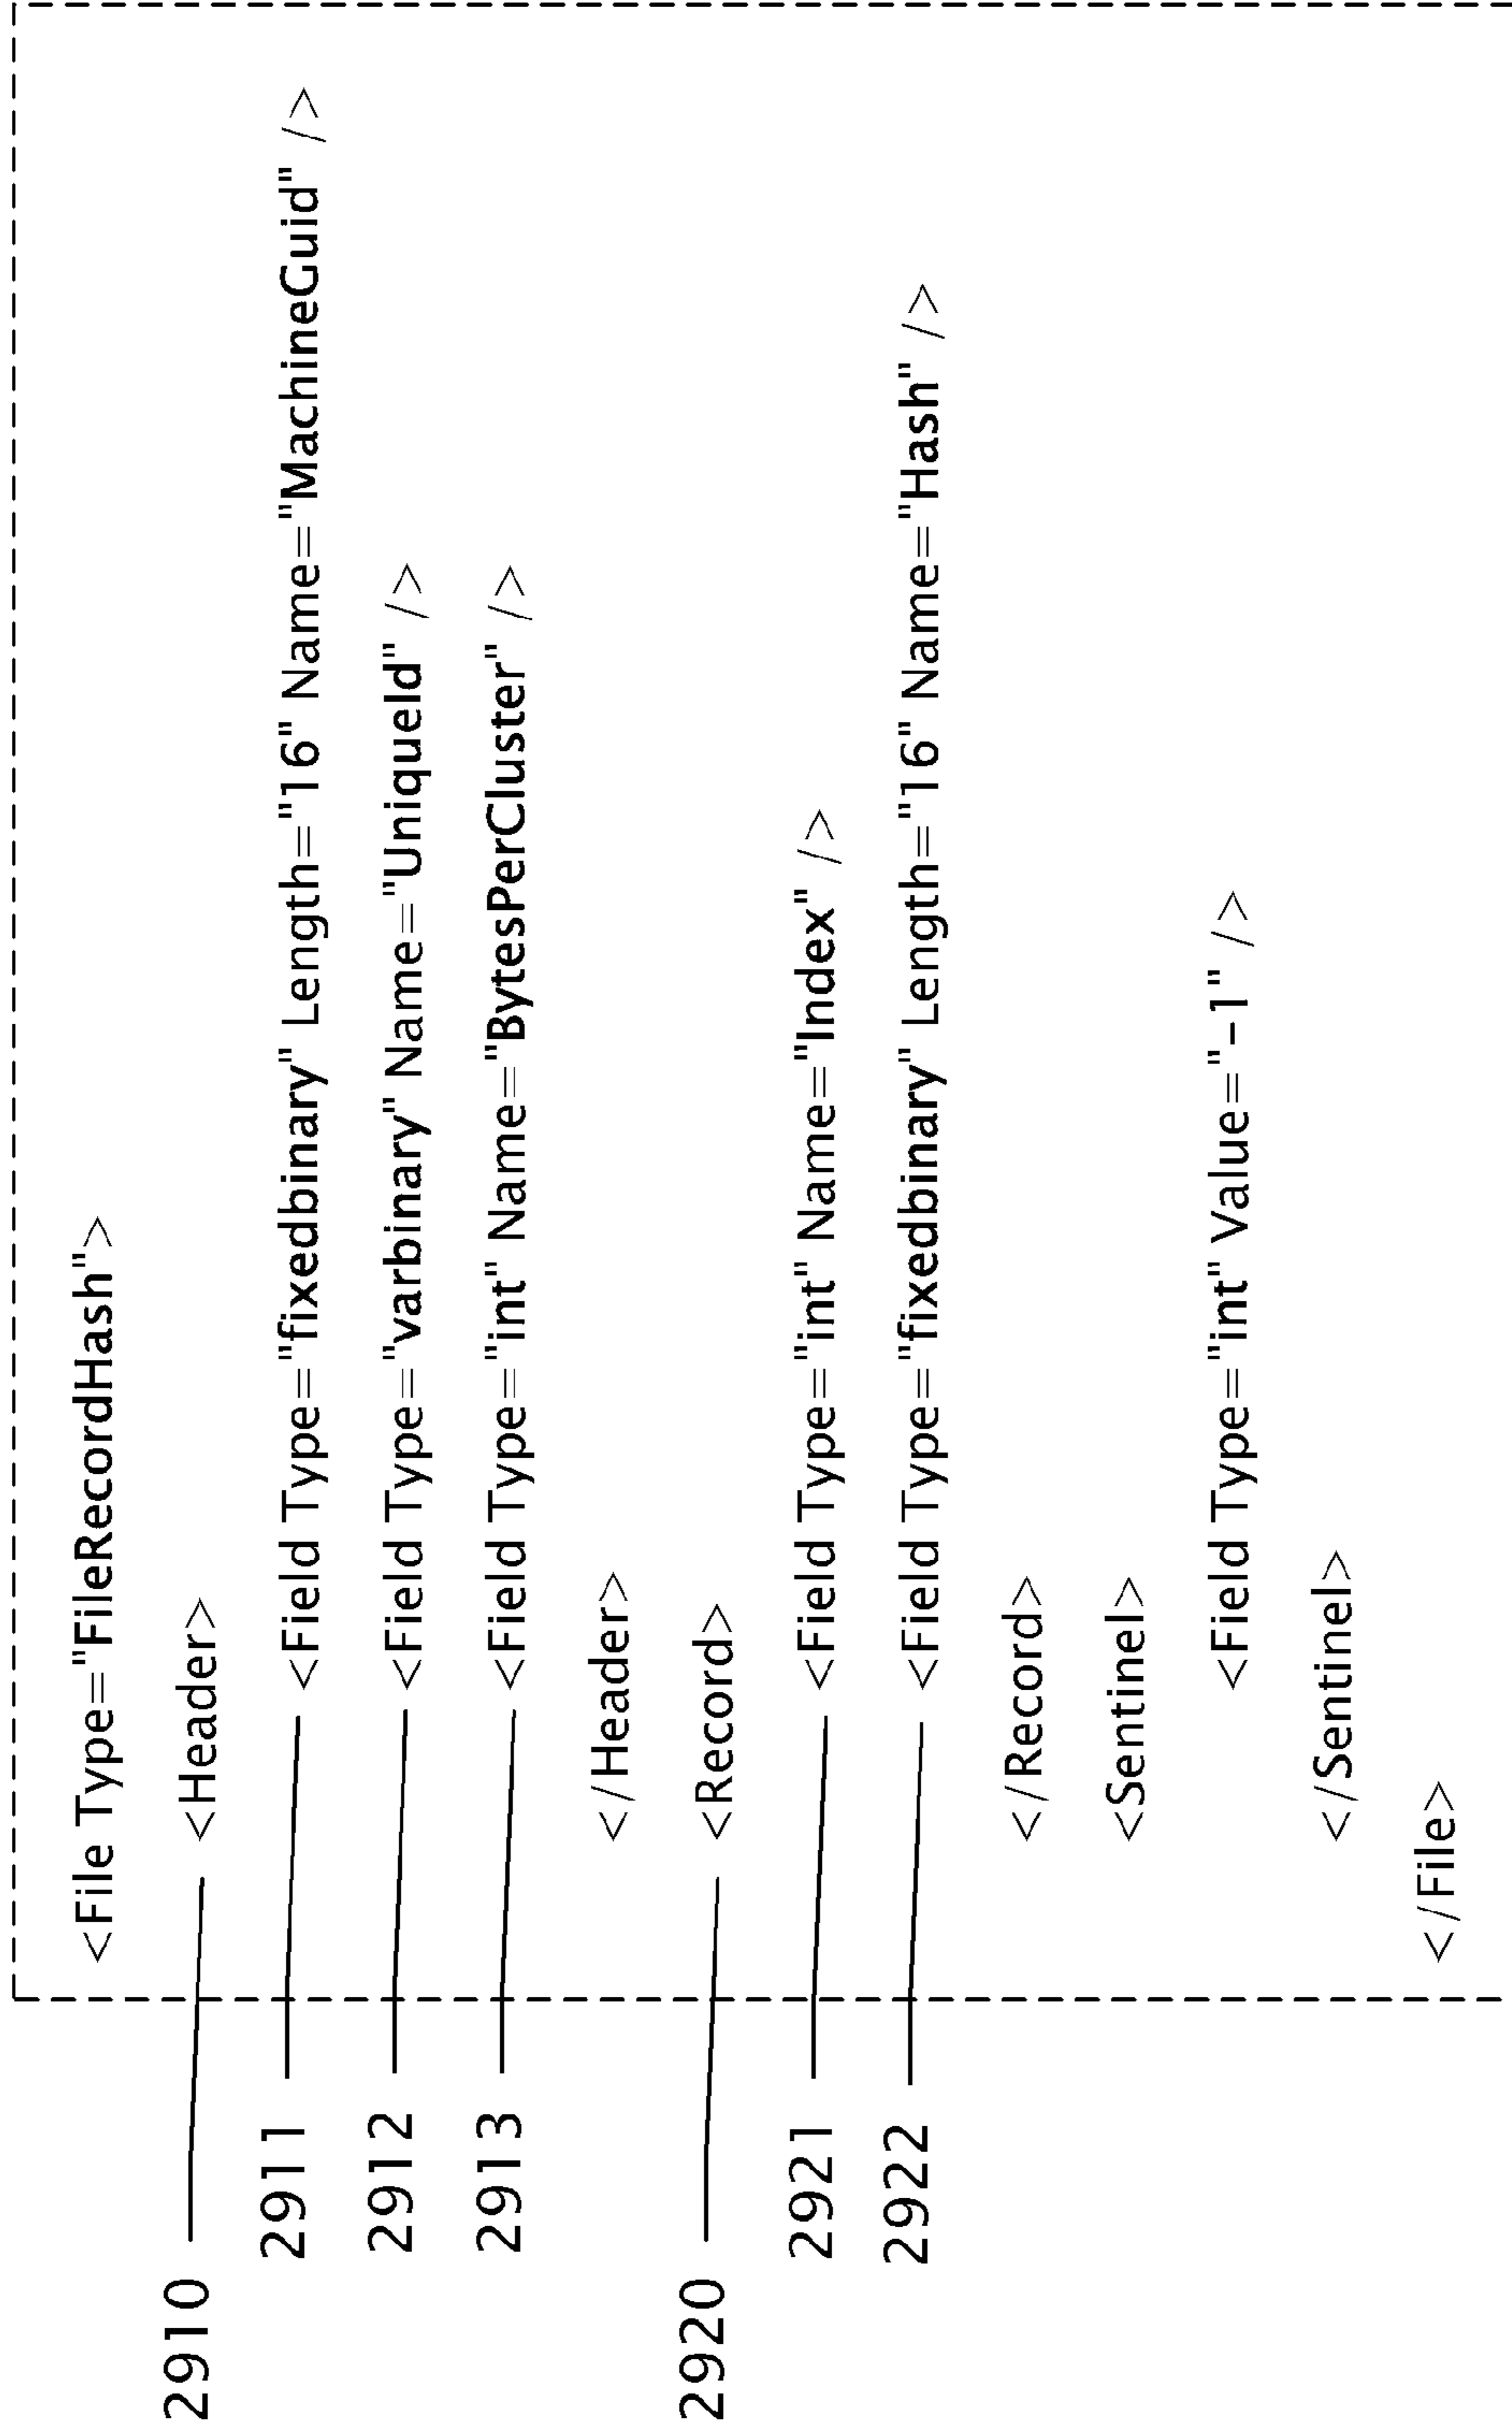 <File Type="FileRecordHash">
2910 <Header>
2911 <Field Type="fixedbinary" Length="16" Name="MachineGuid" />
2912 <Field Type="varbinary" Name="UniqueId" />
2913 <Field Type="int" Name="BytesPerCluster" />
</Header>
2920 <Record>
2921 <Field Type="int" Name="Index" />
2922 <Field Type="fixedbinary" Length="16" Name="Hash" />
</Record>
<Sentinel>
<Field Type="int" Value="-1" />
</Sentinel>
</File>